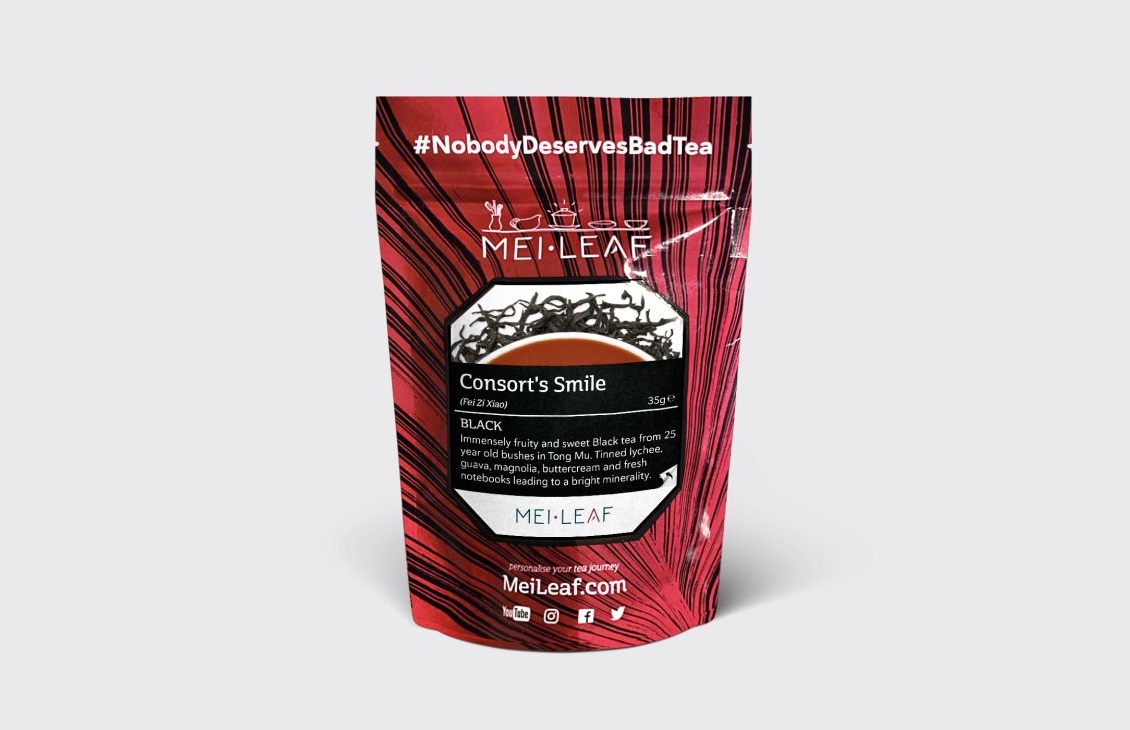 #NobodyDeservesBadTea
MEI·LEAF
Consort's Smile
(Fei Zi Xiao)
35g℮
BLACK
Immensely fruity and sweet Black tea from 25
year old bushes in Tong Mu. Tinned lychee,
guava, magnolia, buttercream and fresh
notebooks leading to a bright minerality.
MEI·LEAF
personalise your tea journey
MeiLeaf.com
YouTube